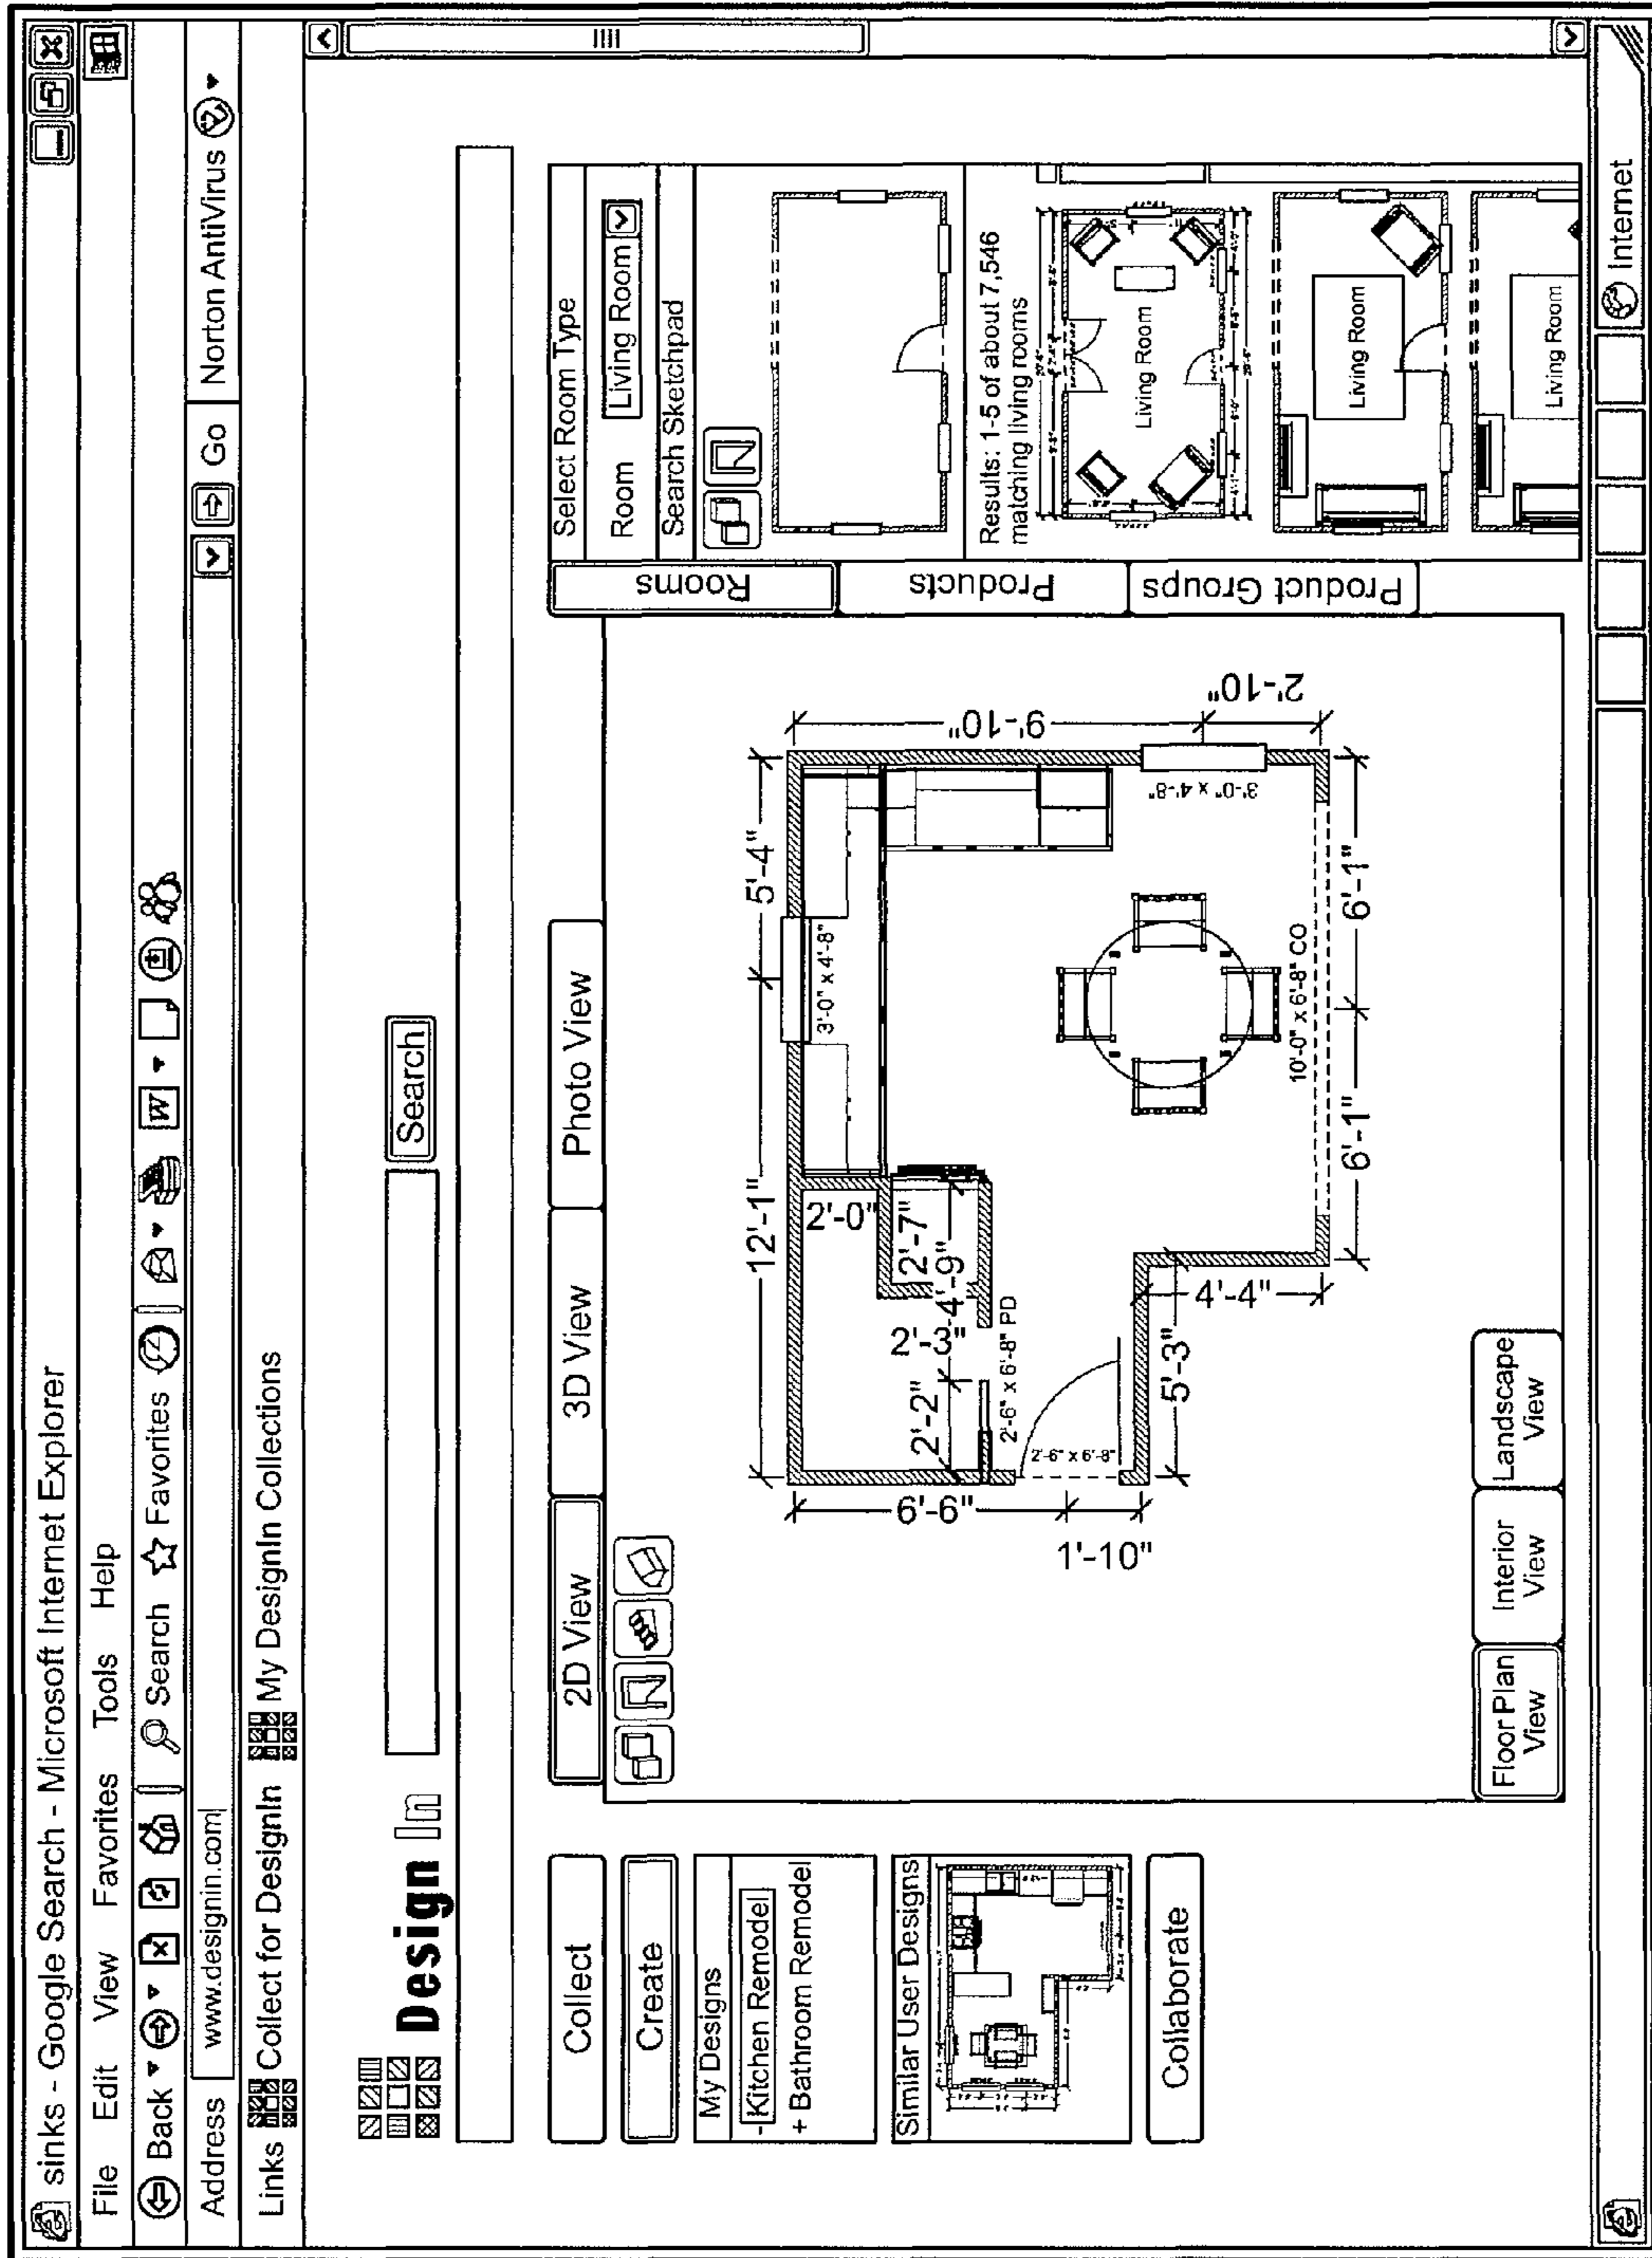 sinks - Google Search - Microsoft Internet Explorer
File Edit View Favorites Tools Help
Back Search Favorites W
Address www.designin.com Go Norton AntiVirus
Links Collect for DesignIn My DesignIn Collections
Design In Search
Collect
Create
My Designs
- Kitchen Remodel
+ Bathroom Remodel
Similar User Designs
Collaborate
2D View 3D View Photo View
12'-1" 5'-4"
3'-0" x 4'-8"
2'-0"
2'-7"
4'-9"
2'-3"
2'-2"
2'-6" x 6'-8" PD
2'-6" x 6'-8"
6'-6"
1'-10"
9'-10"
2'-10"
3'-0" x 4'-8"
4'-4"
5'-3"
10'-0" x 6'-8" CO
6'-1" 6'-1"
Floor Plan View
Interior View
Landscape View
Rooms
Products
Product Groups
Select Room Type
Room Living Room
Search Sketchpad
Results: 1-5 of about 7,546
matching living rooms
Living Room
Living Room
Living Room
Internet